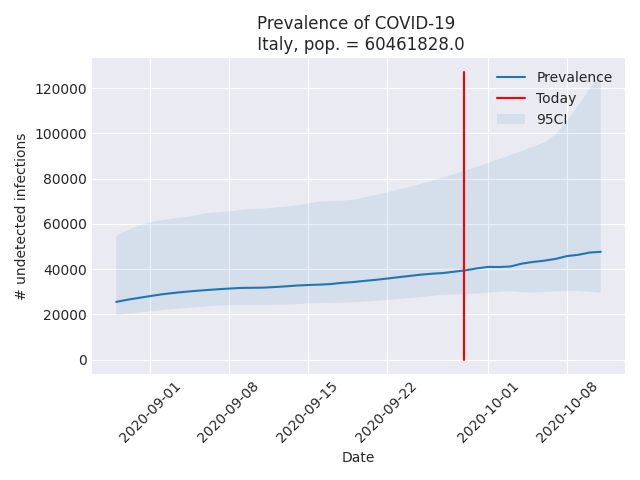 Prevalence of COVID-19
Italy, pop. = 60461828.0
Prevalence
Today
95CI
120000
100000
80000
60000
40000
20000
0
# undetected infections
2020-09-01
2020-09-08
2020-09-15
2020-09-22
2020-10-01
2020-10-08
Date